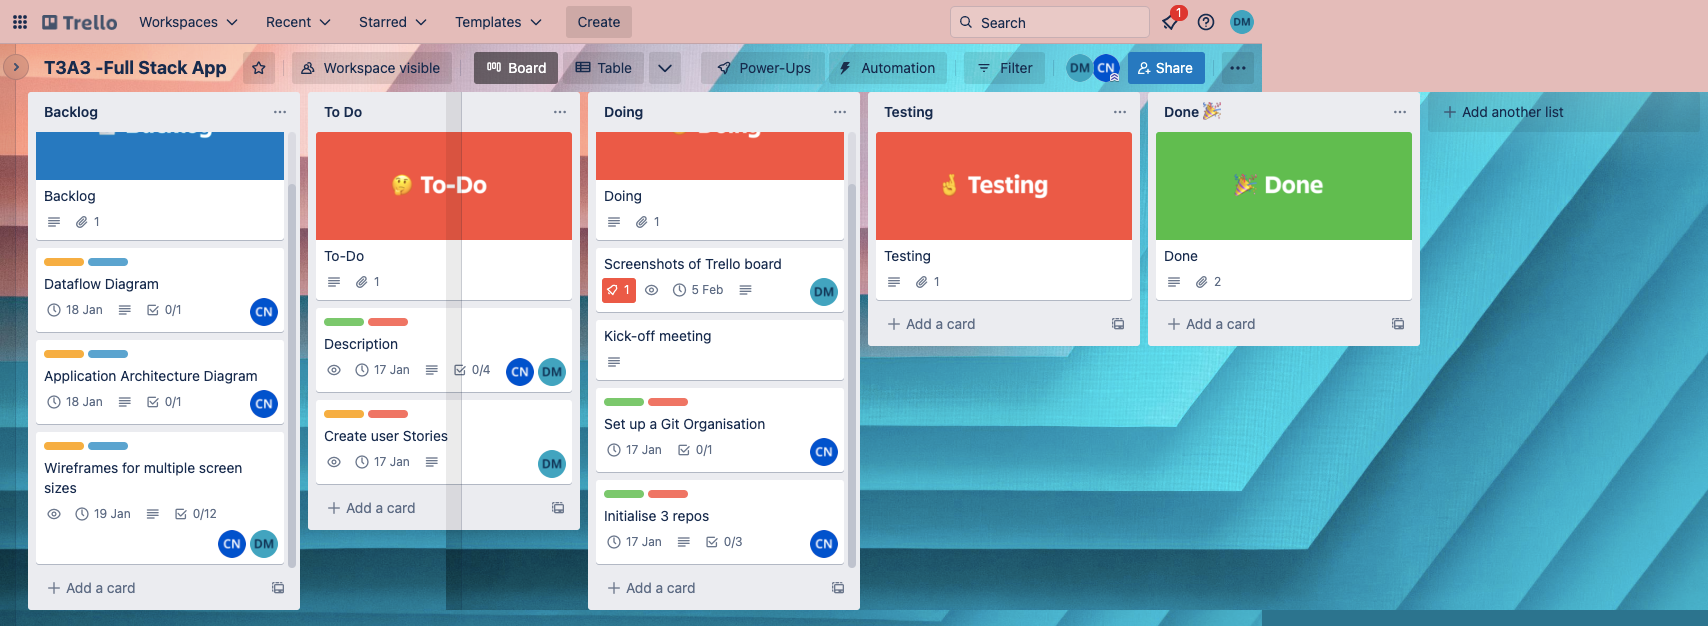 Trello
Workspaces
Recent
Starred
Templates
Create
Search
1
DM
T3A3 -Full Stack App
Workspace visible
Board
Table
Power-Ups
Automation
Filter
DM
CN
Share
Backlog
Backlog
Backlog
1
Dataflow Diagram
18 Jan
0/1
CN
Application Architecture Diagram
18 Jan
0/1
CN
Wireframes for multiple screen
sizes
19 Jan
0/12
CN
DM
Add a card
To Do
To-Do
To-Do
1
Description
17 Jan
0/4
CN
DM
Create user Stories
17 Jan
DM
Add a card
Doing
Doing
Doing
1
Screenshots of Trello board
1
5 Feb
DM
Kick-off meeting
Set up a Git Organisation
17 Jan
0/1
CN
Initialise 3 repos
17 Jan
0/3
CN
Add a card
Testing
Testing
Testing
1
Add a card
Done
Done
Done
2
Add a card
Add another list